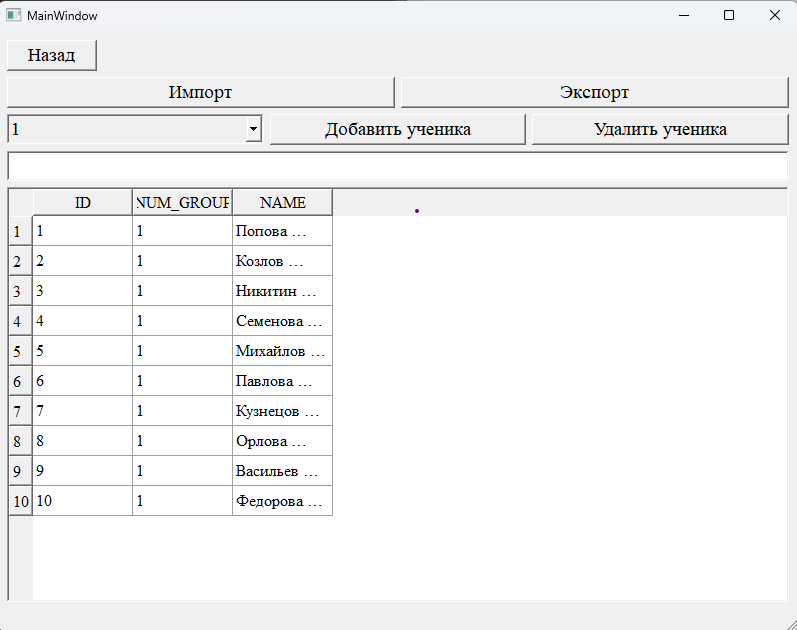 MainWindow
Назад
Импорт Экспорт
1 Добавить ученика Удалить ученика
ID NUM_GROUP NAME
1 1 1 Попова ...
2 2 1 Козлов ...
3 3 1 Никитин ...
4 4 1 Семенова ...
5 5 1 Михайлов ...
6 6 1 Павлова ...
7 7 1 Кузнецов ...
8 8 1 Орлова ...
9 9 1 Васильев ...
10 10 1 Федорова ...